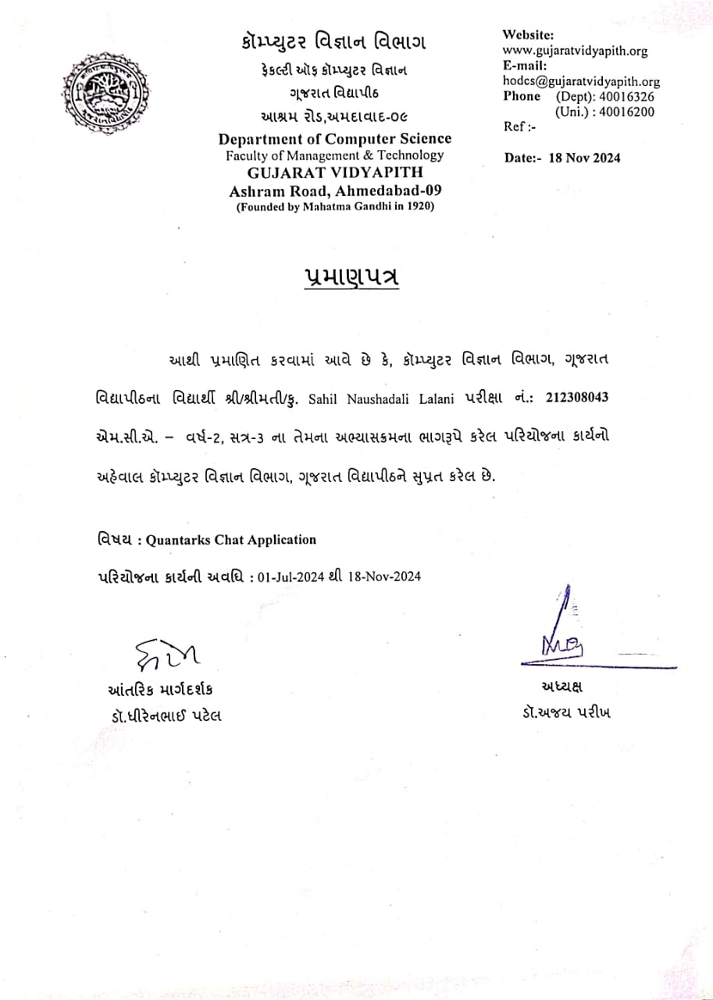 કૉમ્પ્યુટર વિજ્ઞાન વિભાગ
ફેકલ્ટી ઑફ કૉમ્પ્યુટર વિજ્ઞાન
ગૂજરાત વિદ્યાપીઠ
આશ્રમ રોડ,અમદાવાદ-૦૯
Department of Computer Science
Faculty of Management & Technology
GUJARAT VIDYAPITH
Ashram Road, Ahmedabad-09
(Founded by Mahatma Gandhi in 1920)
Website:
www.gujaratvidyapith.org
E-mail:
hodcs@gujaratvidyapith.org
Phone (Dept): 40016326
(Uni.) : 40016200
Ref :-
Date:- 18 Nov 2024
પ્રમાણપત્ર
આથી પ્રમાણિત કરવામાં આવે છે કે, કૉમ્પ્યુટર વિજ્ઞાન વિભાગ, ગૂજરાત
વિદ્યાપીઠના વિદ્યાર્થી શ્રી/શ્રીમતી/કુ. Sahil Naushadali Lalani પરીક્ષા નં.: 212308043
એમ.સી.એ. – વર્ષ-2, સત્ર-3 ના તેમના અભ્યાસક્રમના ભાગરૂપે કરેલ પરિયોજના કાર્યનો
અહેવાલ કૉમ્પ્યુટર વિજ્ઞાન વિભાગ, ગૂજરાત વિદ્યાપીઠને સુપ્રત કરેલ છે.
વિષય : Quantarks Chat Application
પરિયોજના કાર્યની અવધિ : 01-Jul-2024 થી 18-Nov-2024
આંતરિક માર્ગદર્શક
ડૉ.ધીરેનભાઈ પટેલ
અધ્યક્ષ
ડૉ.અજય પરીખ